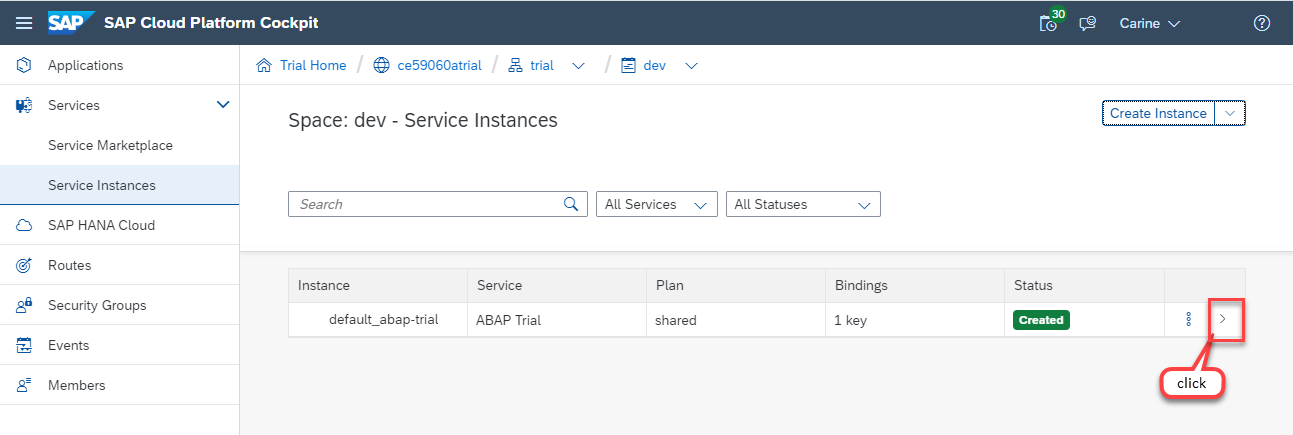 SAP SAP Cloud Platform Cockpit 30 Carine
Applications
Services
Service Marketplace
Service Instances
SAP HANA Cloud
Routes
Security Groups
Events
Members
Trial Home / ce59060atrial / trial / dev
Space: dev - Service Instances
Create Instance
Search All Services All Statuses
Instance Service Plan Bindings Status
default_abap-trial ABAP Trial shared 1 key Created
click